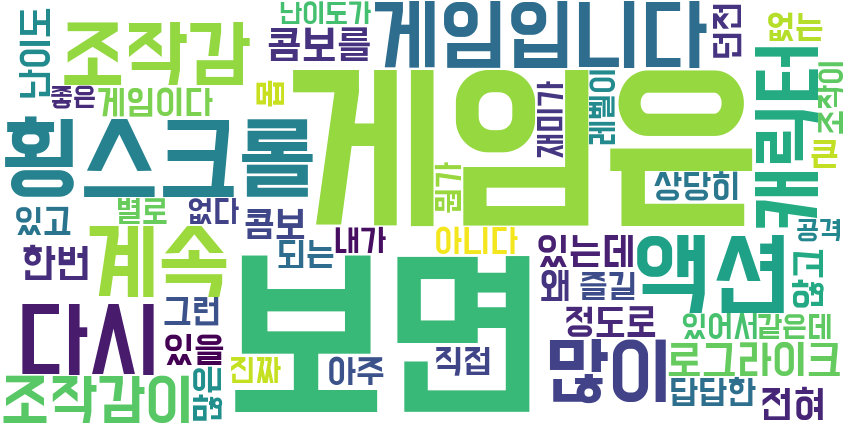 난이도가
게임입니다
던전
없는
난이도
조작감
콤보를
캐릭터
조작이
좋은
게임이다
몹
게임은
재미가
레벨이
큰
횡스크롤
뭔가
상당히
있고
별로
없다
콤보
내가
아니다
공격
한번
계속
되는
보면
있는데
액션
않고
왜
즐길
다시
그런
있을
진짜
아주
직접
정도로
많이
있어서같은데
로그라이크
조작감이
답답한
전혀